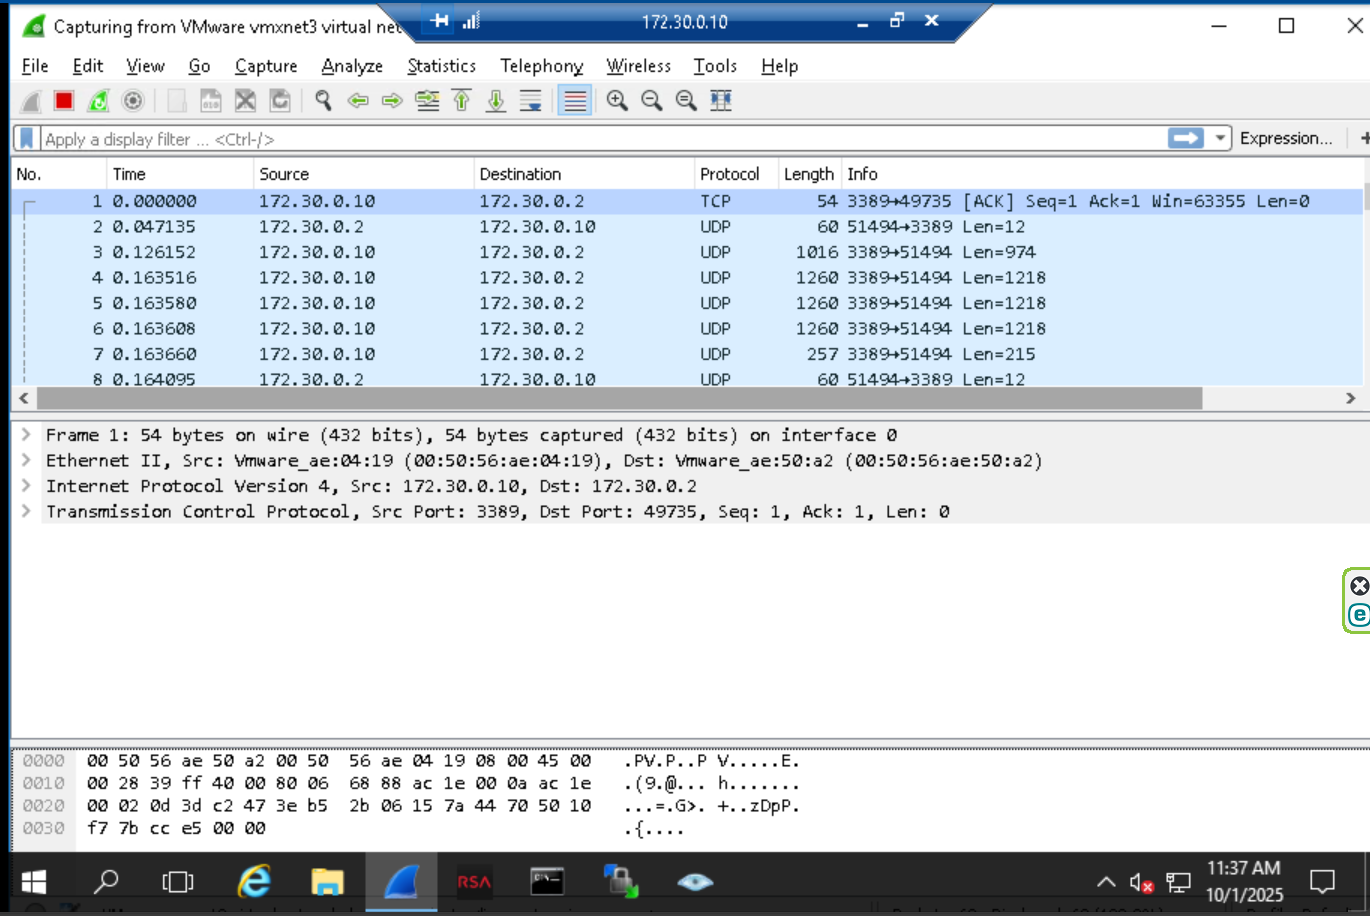 172.30.0.10
Capturing from VMware vmxnet3 virtual net
File Edit View Go Capture Analyze Statistics Telephony Wireless Tools Help
Apply a display filter ... <Ctrl-/> Expression... +
No. Time Source Destination Protocol Length Info
1 0.000000 172.30.0.10 172.30.0.2 TCP 54 3389→49735 [ACK] Seq=1 Ack=1 Win=63355 Len=0
2 0.047135 172.30.0.2 172.30.0.10 UDP 60 51494→3389 Len=12
3 0.126152 172.30.0.10 172.30.0.2 UDP 1016 3389→51494 Len=974
4 0.163516 172.30.0.10 172.30.0.2 UDP 1260 3389→51494 Len=1218
5 0.163580 172.30.0.10 172.30.0.2 UDP 1260 3389→51494 Len=1218
6 0.163608 172.30.0.10 172.30.0.2 UDP 1260 3389→51494 Len=1218
7 0.163660 172.30.0.10 172.30.0.2 UDP 257 3389→51494 Len=215
8 0.164095 172.30.0.2 172.30.0.10 UDP 60 51494→3389 Len=12
Frame 1: 54 bytes on wire (432 bits), 54 bytes captured (432 bits) on interface 0
Ethernet II, Src: Vmware_ae:04:19 (00:50:56:ae:04:19), Dst: Vmware_ae:50:a2 (00:50:56:ae:50:a2)
Internet Protocol Version 4, Src: 172.30.0.10, Dst: 172.30.0.2
Transmission Control Protocol, Src Port: 3389, Dst Port: 49735, Seq: 1, Ack: 1, Len: 0
0000 00 50 56 ae 50 a2 00 50 56 ae 04 19 08 00 45 00 .PV.P..P V.....E.
0010 00 28 39 ff 40 00 80 06 68 88 ac 1e 00 0a ac 1e .(9.@... h.......
0020 00 02 0d 3d c2 47 3e b5 2b 06 15 7a 44 70 50 10 ...=.G>. +..zDpP.
0030 f7 7b cc e5 00 00 .{....
RSA
11:37 AM
10/1/2025